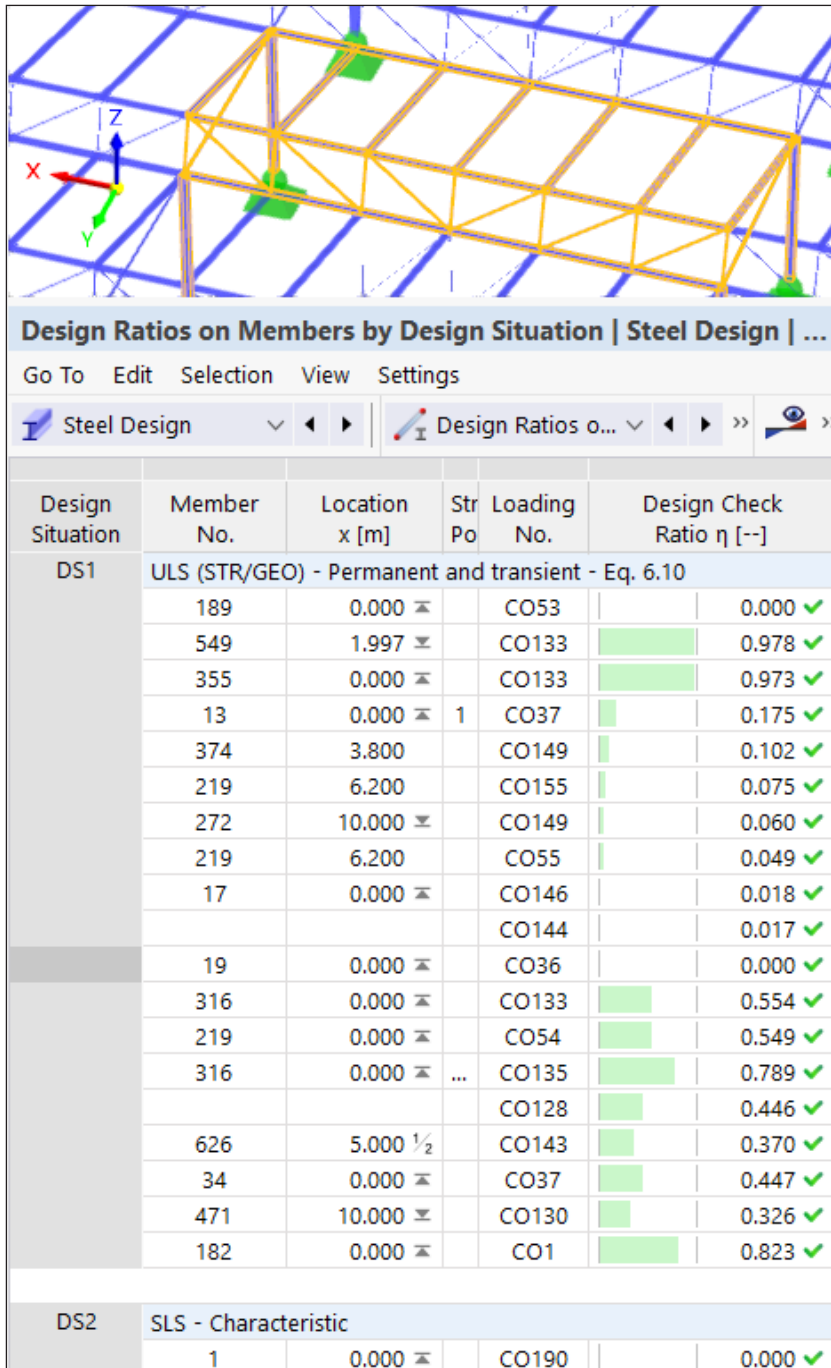 Z
X
Y
Design Ratios on Members by Design Situation | Steel Design | ...
Go To Edit Selection View Settings
Steel Design Design Ratios o... »
Design Situation Member No. Location x [m] Str Po Loading No. Design Check Ratio η [--]
DS1 ULS (STR/GEO) - Permanent and transient - Eq. 6.10
189 0.000 CO53 0.000
549 1.997 CO133 0.978
355 0.000 CO133 0.973
13 0.000 1 CO37 0.175
374 3.800 CO149 0.102
219 6.200 CO155 0.075
272 10.000 CO149 0.060
219 6.200 CO55 0.049
17 0.000 CO146 0.018
CO144 0.017
19 0.000 CO36 0.000
316 0.000 CO133 0.554
219 0.000 CO54 0.549
316 0.000 ... CO135 0.789
CO128 0.446
626 5.000 ½ CO143 0.370
34 0.000 CO37 0.447
471 10.000 CO130 0.326
182 0.000 CO1 0.823
DS2 SLS - Characteristic
1 0.000 CO190 0.000